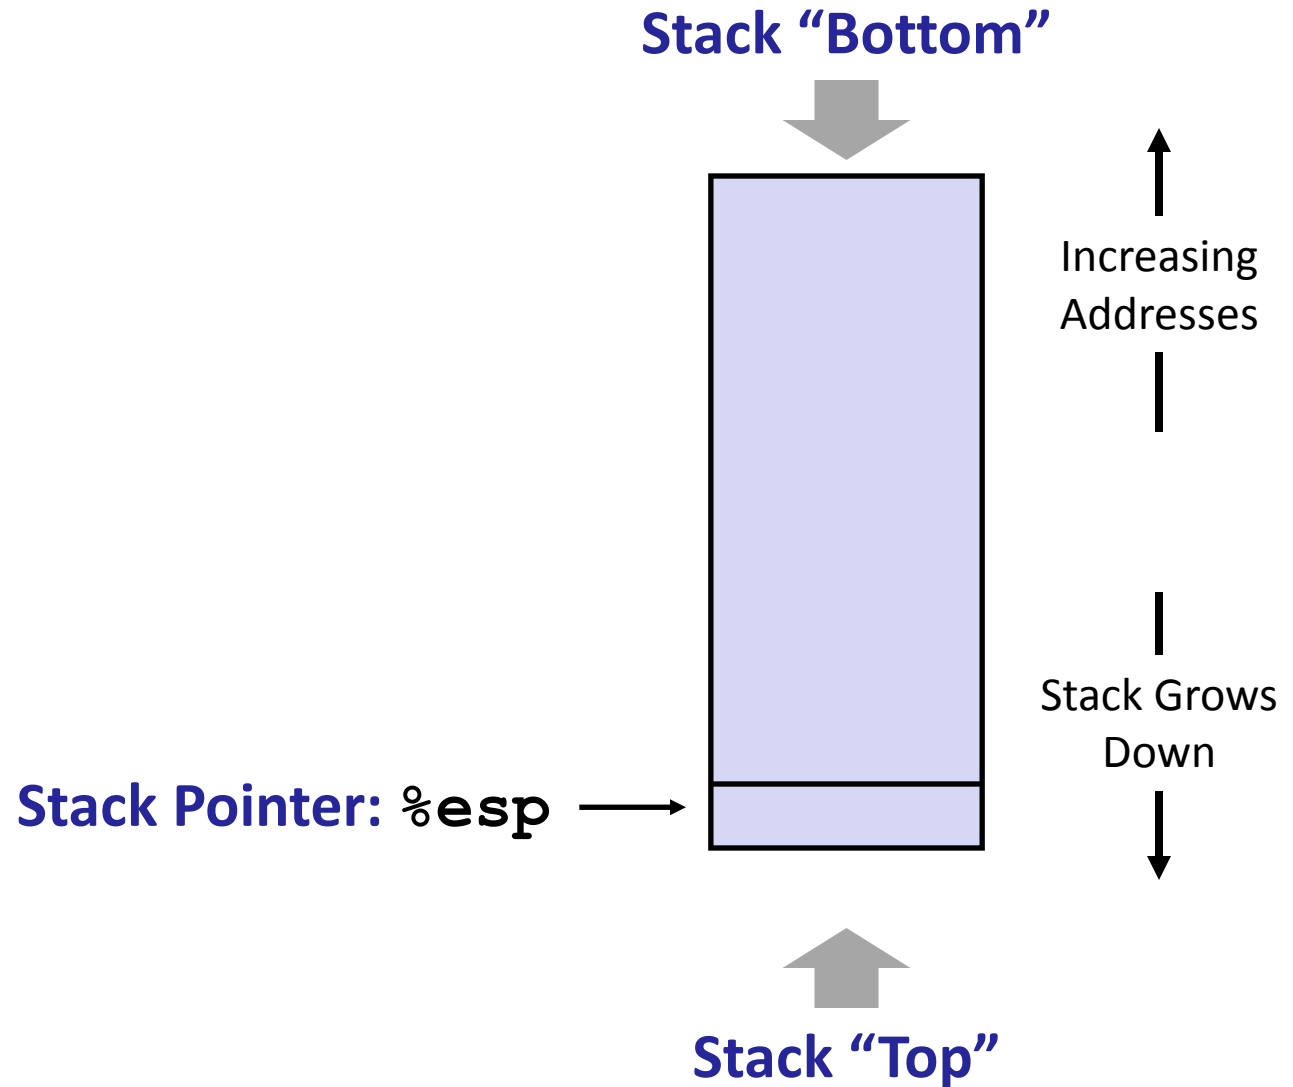 Stack “Bottom”
Increasing
Addresses
Stack Grows
Down
Stack Pointer: %esp
Stack “Top”